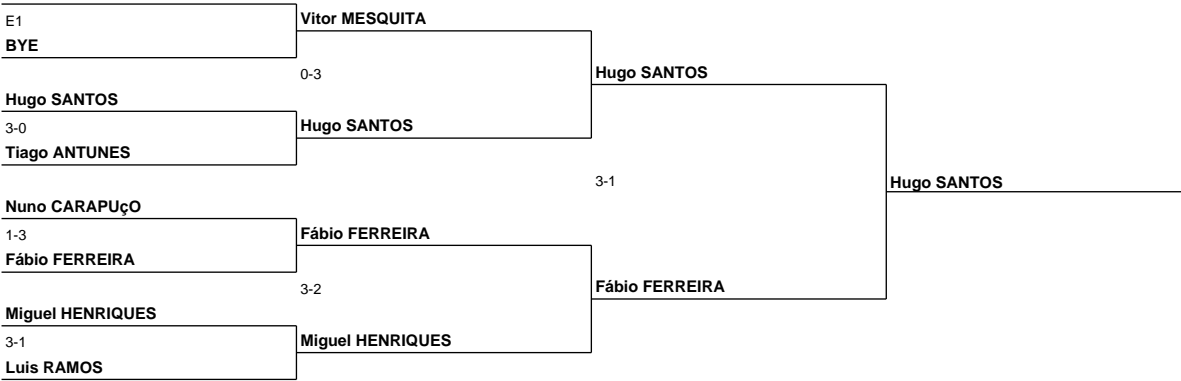 E1
BYE
Vitor MESQUITA
0-3
Hugo SANTOS
Hugo SANTOS
3-0
Tiago ANTUNES
Hugo SANTOS
3-1
Hugo SANTOS
Nuno CARAPUçO
1-3
Fábio FERREIRA
Fábio FERREIRA
3-2
Fábio FERREIRA
Miguel HENRIQUES
3-1
Luis RAMOS
Miguel HENRIQUES